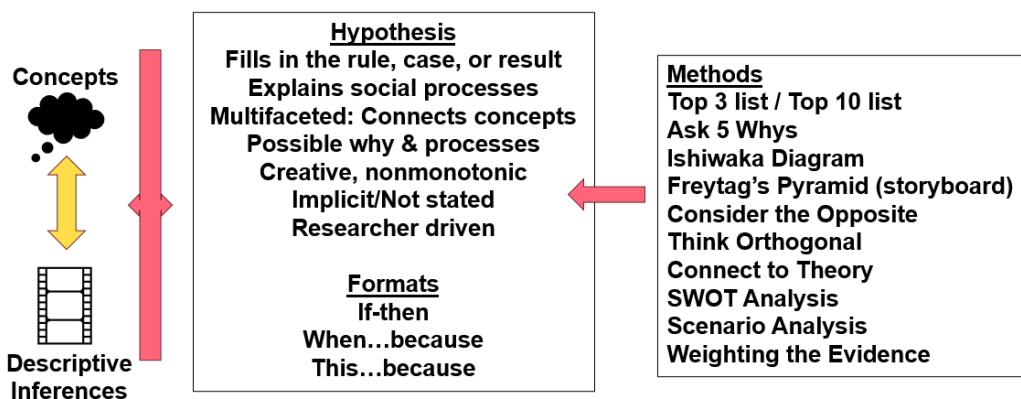 Concepts
Descriptive
Inferences
Hypothesis
Fills in the rule, case, or result
Explains social processes
Multifaceted: Connects concepts
Possible why & processes
Creative, nonmonotonic
Implicit/Not stated
Researcher driven
Formats
If-then
When...because
This...because
Methods
Top 3 list / Top 10 list
Ask 5 Whys
Ishiwaka Diagram
Freytag's Pyramid (storyboard)
Consider the Opposite
Think Orthogonal
Connect to Theory
SWOT Analysis
Scenario Analysis
Weighting the Evidence